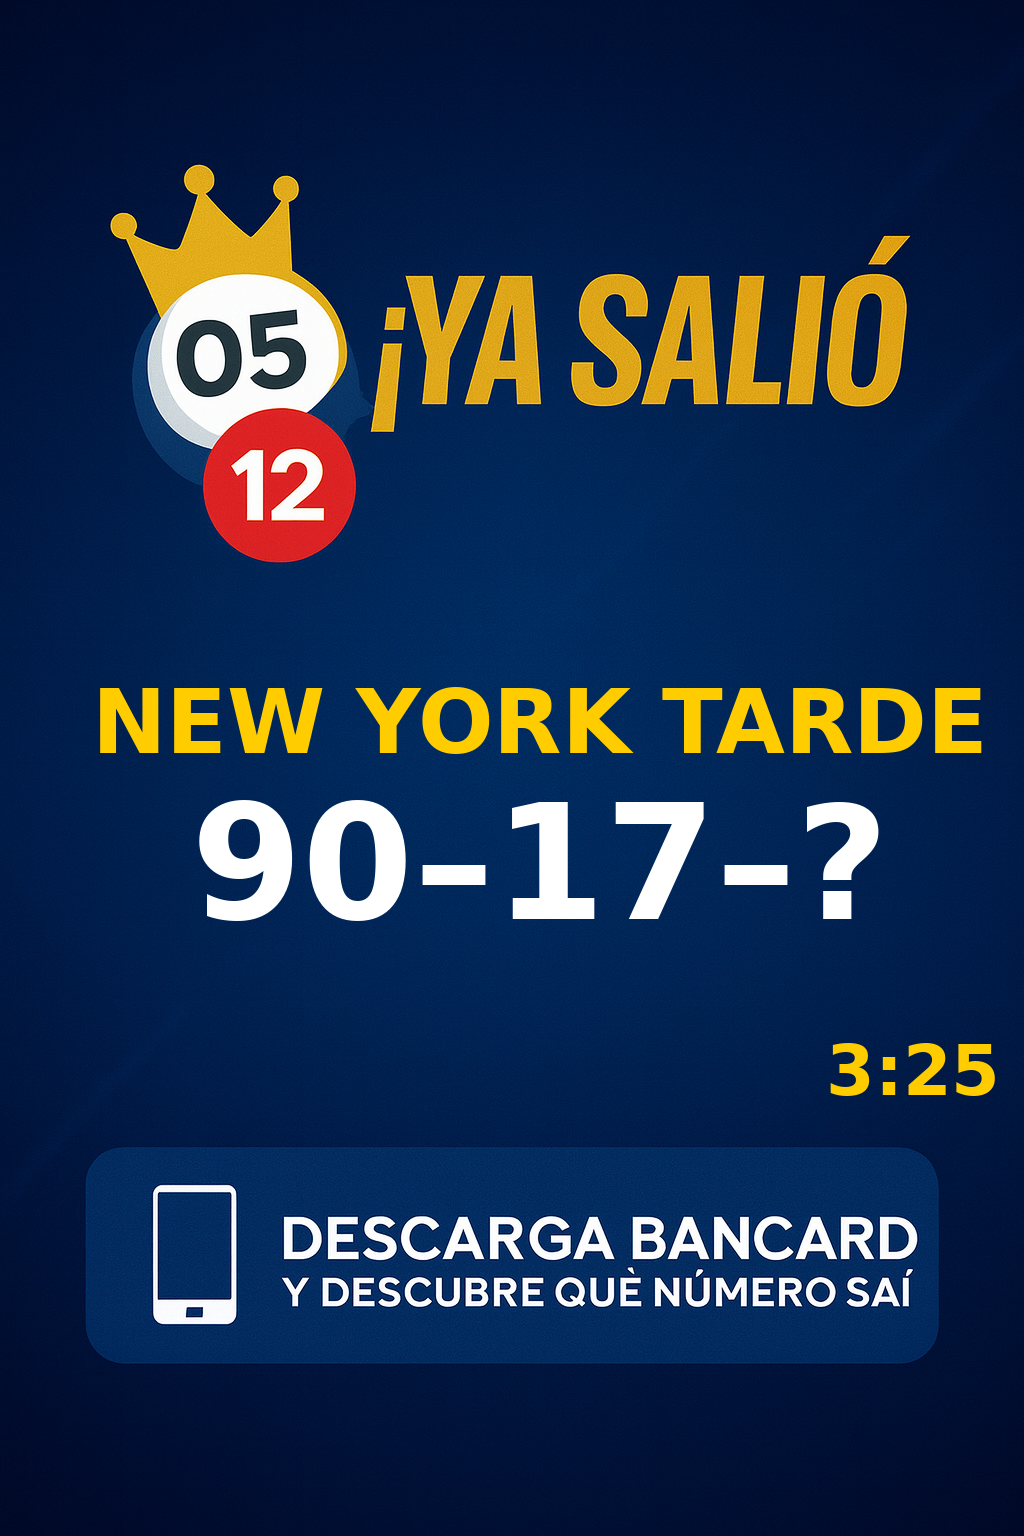 05
¡YA SALIÓ
12
NEW YORK TARDE
90–17–?
3:25
DESCARGA BANCARD
Y DESCUBRE QUÈ NÚMERO SAÍ